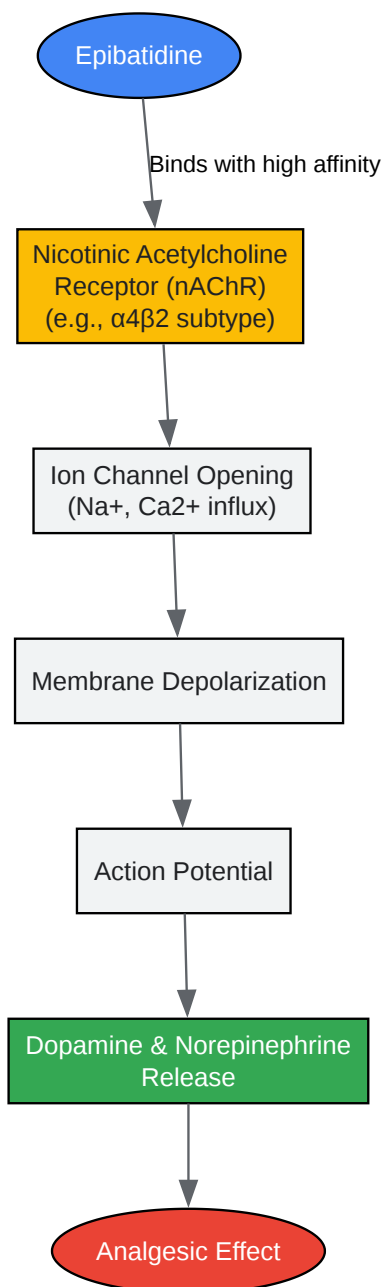 Epibatidine
Binds with high affinity
Nicotinic Acetylcholine
Receptor (nAChR)
(e.g., α4β2 subtype)
Ion Channel Opening
(Na+, Ca2+ influx)
Membrane Depolarization
Action Potential
Dopamine & Norepinephrine
Release
Analgesic Effect